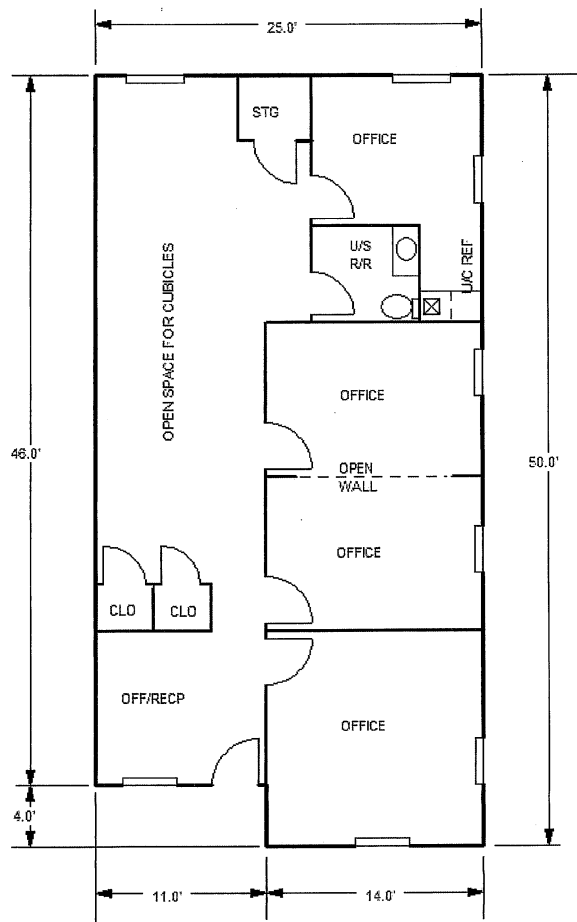 25.0'
STG
OFFICE
U/S
R/R
U/C REF
OPEN SPACE FOR CUBICLES
OFFICE
46.0'
50.0'
OPEN
WALL
OFFICE
CLO
CLO
OFF/RECP
OFFICE
4.0'
11.0'
14.0'